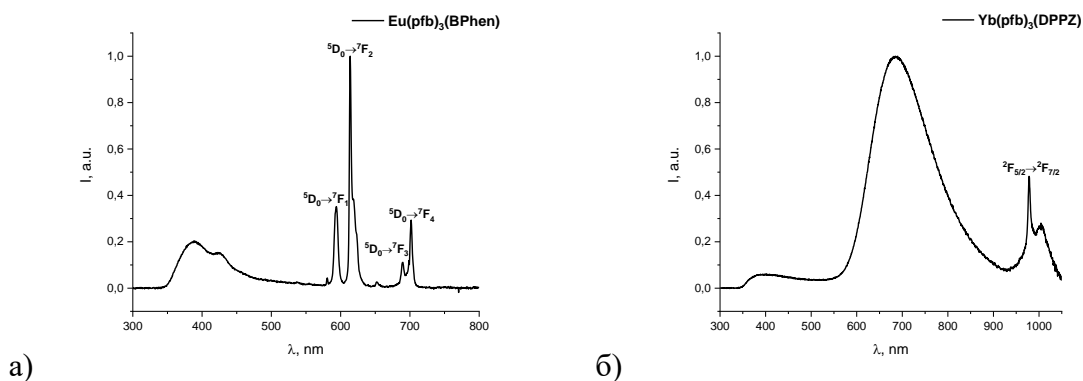 Eu(pfb)₃(BPhen)
⁵D₀→⁷F₂
⁵D₀→⁷F₁
⁵D₀→⁷F₄
⁵D₀→⁷F₃
I, a.u.
1,0
0,8
0,6
0,4
0,2
0,0
300 400 500 600 700 800
λ, nm
а)
Yb(pfb)₃(DPPZ)
²F₅/₂→²F₇/₂
I, a.u.
1,0
0,8
0,6
0,4
0,2
0,0
300 400 500 600 700 800 900 1000
λ, nm
б)